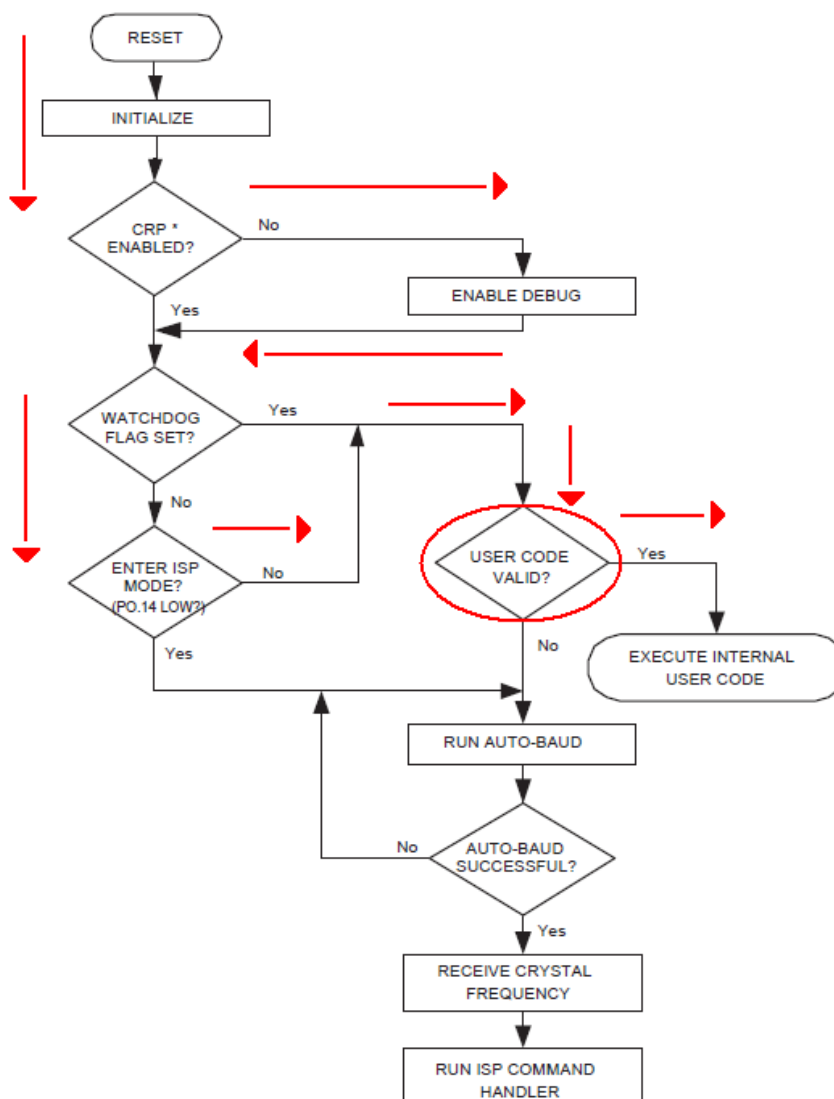 RESET
INITIALIZE
CRP *
ENABLED?
No
ENABLE DEBUG
Yes
WATCHDOG
FLAG SET?
Yes
No
ENTER ISP
MODE?
(PO.14 LOW?)
No
Yes
USER CODE
VALID?
Yes
No
EXECUTE INTERNAL
USER CODE
RUN AUTO-BAUD
AUTO-BAUD
SUCCESSFUL?
No
Yes
RECEIVE CRYSTAL
FREQUENCY
RUN ISP COMMAND
HANDLER